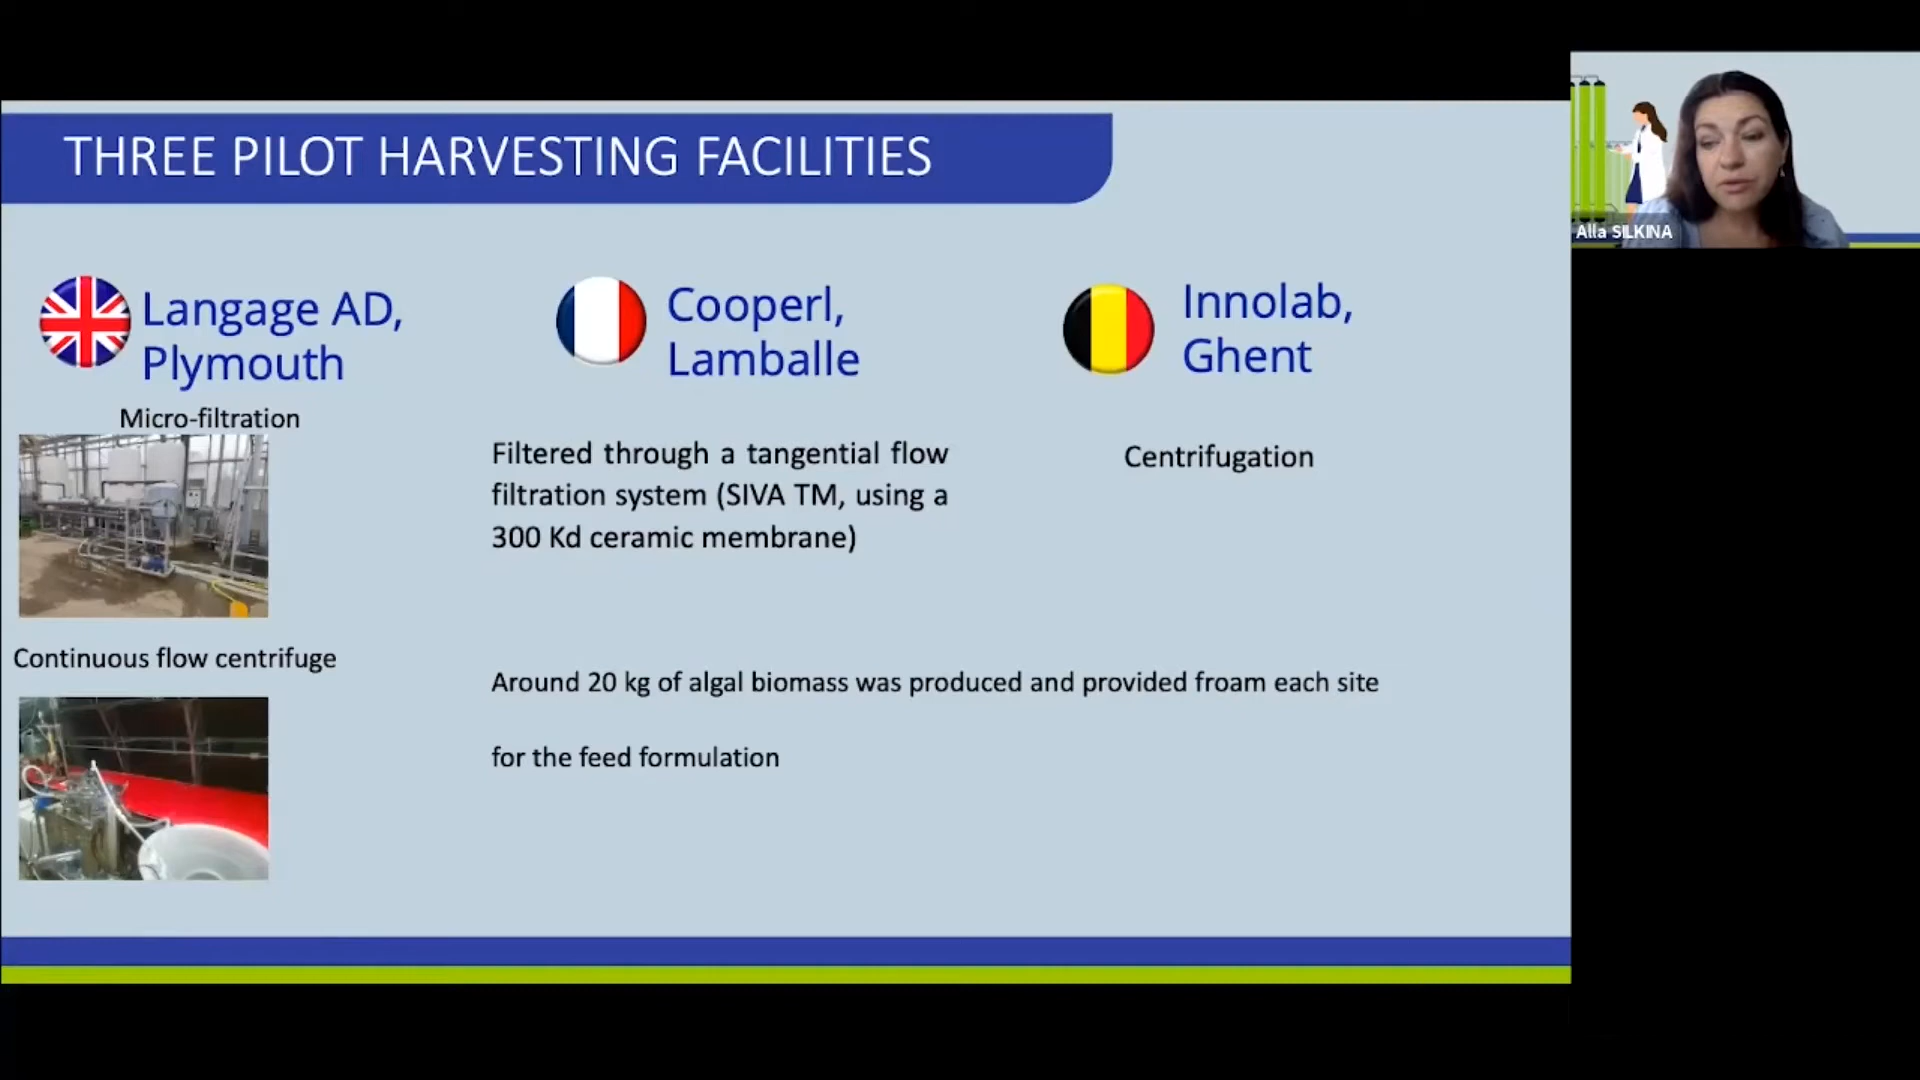 THREE PILOT HARVESTING FACILITIES
Alla SILKINA
Langage AD,
Plymouth
Micro-filtration
Continuous flow centrifuge
Cooperl,
Lamballe
Filtered through a tangential flow
filtration system (SIVA TM, using a
300 Kd ceramic membrane)
Innolab,
Ghent
Centrifugation
Around 20 kg of algal biomass was produced and provided froam each site
for the feed formulation